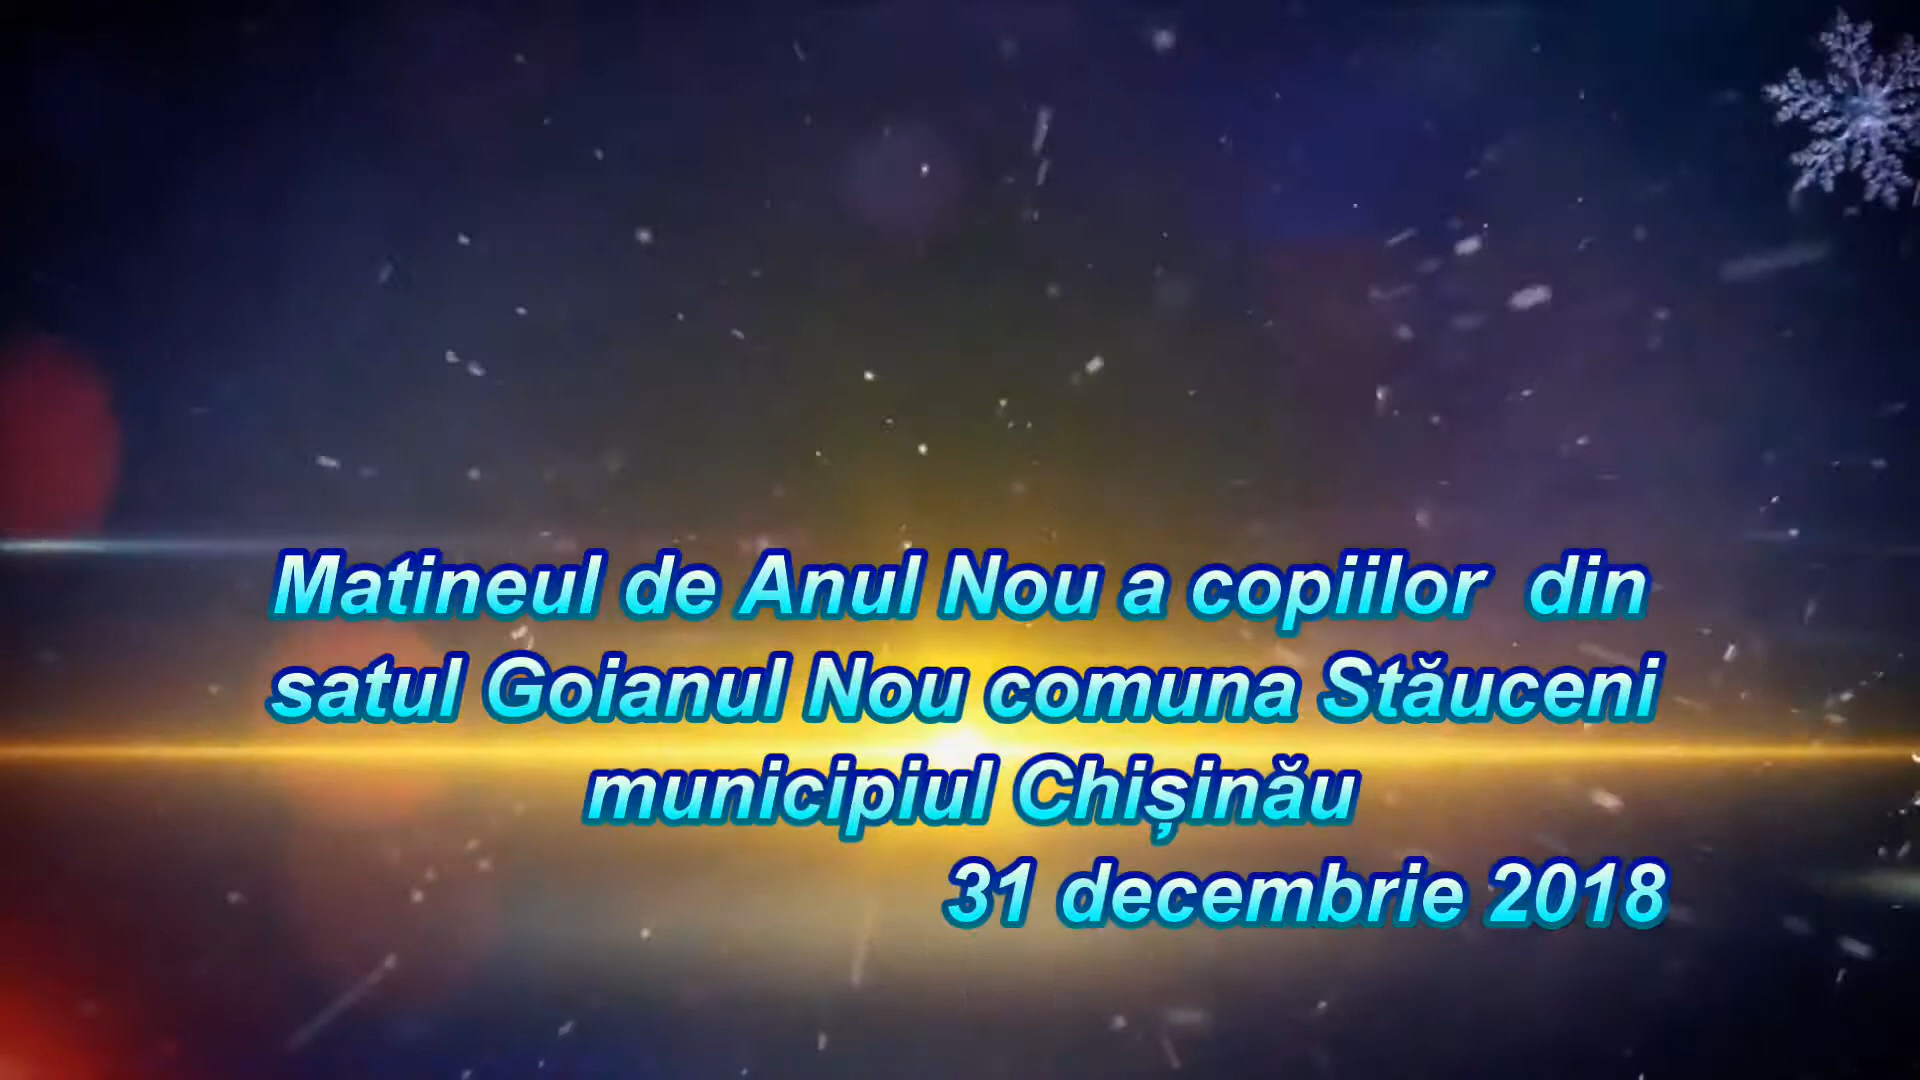 Matineul de Anul Nou a copiilor  din
satul Goianul Nou comuna Stăuceni
municipiul Chișinău
31 decembrie 2018